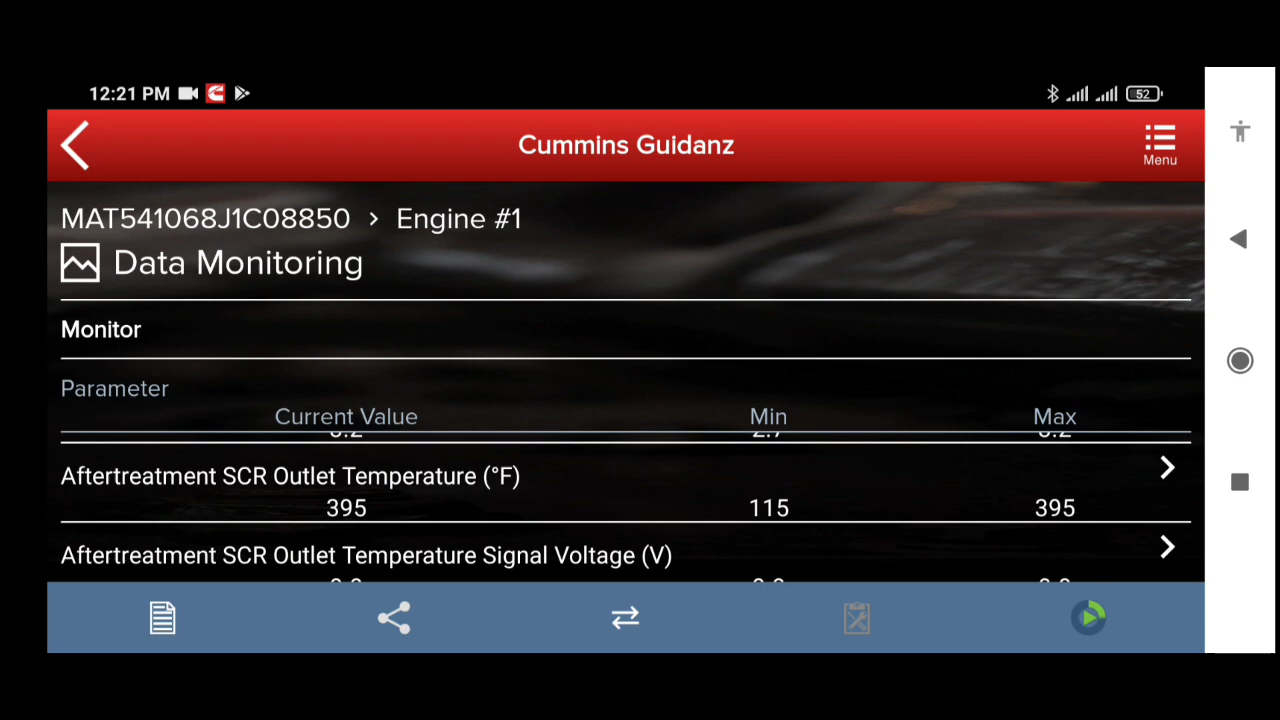 12:21 PM
52
Cummins Guidanz
Menu
MAT541068J1C08850 > Engine #1
Data Monitoring
Monitor
Parameter
Current Value Min Max
Aftertreatment SCR Outlet Temperature (°F)
395 115 395
Aftertreatment SCR Outlet Temperature Signal Voltage (V)